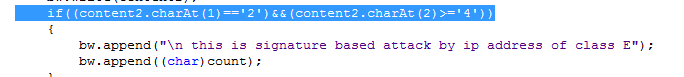 if((content2.charAt(1)=='2')&&(content2.charAt(2)>='4'))
{
bw.append("\n this is signature based attack by ip address of class E");
bw.append((char)count);